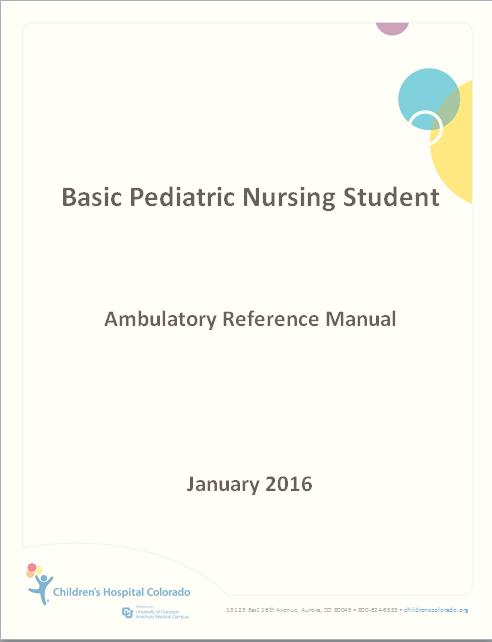 Basic Pediatric Nursing Student
Ambulatory Reference Manual
January 2016
Children's Hospital Colorado
University of Colorado
Anschutz Medical Campus
13123 East 16th Avenue, Aurora, CO 80045 • 800-624-6553 • childrenscolorado.org